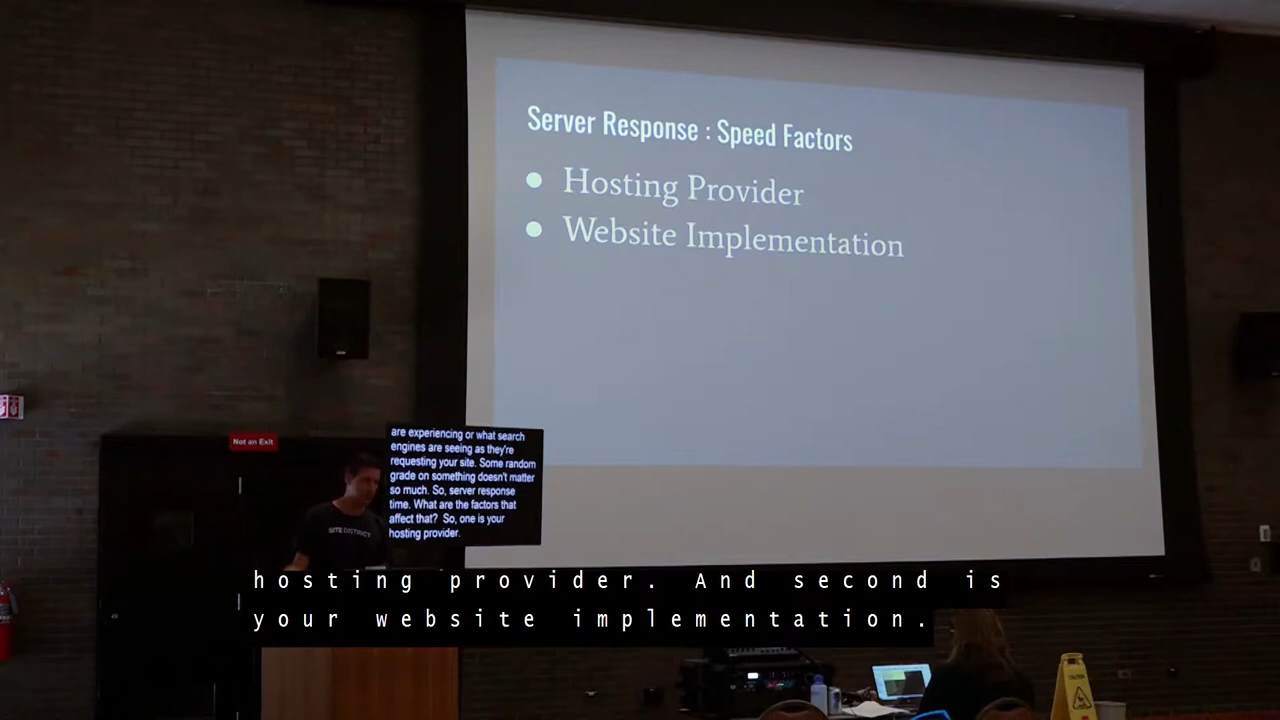 Server Response : Speed Factors
● Hosting Provider
● Website Implementation
Not an Exit
are experiencing or what search
engines are seeing as they're
requesting your site. Some random
grade on something doesn't matter
so much. So, server response
time. What are the factors that
affect that?  So, one is your
hosting provider.
SITE DISTRICT
hosting provider. And second is
your website implementation.
CAUTION